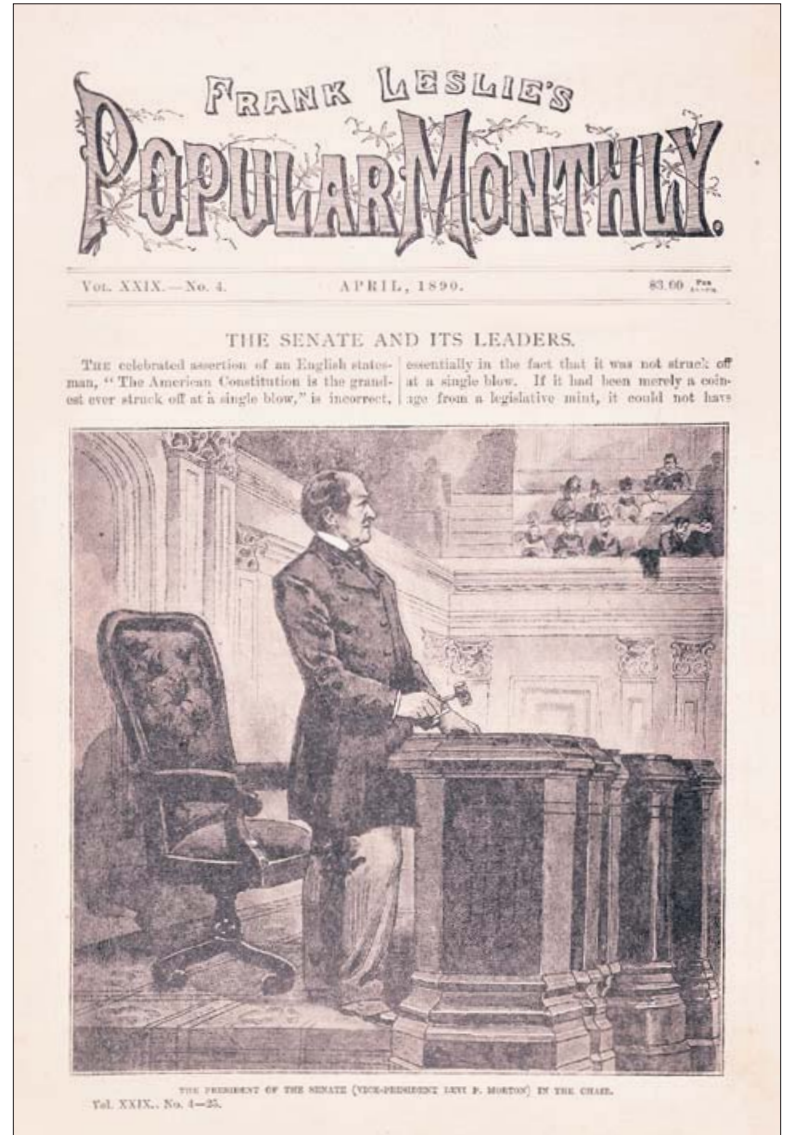 FRANK LESLIE'S
POPULAR MONTHLY.
VOL. XXIX.—No. 4.
APRIL, 1890.
$3.00 PER
THE SENATE AND ITS LEADERS.
THE celebrated assertion of an English states-
man, “The American Constitution is the grand-
est ever struck off at a single blow,” is incorrect,
essentially in the fact that it was not struck off
at a single blow. If it had been merely a coin-
age from a legislative mint, it could not have
THE PRESIDENT OF THE SENATE (VICE-PRESIDENT LEVI P. MORTON) IN THE CHAIR.
Vol. XXIX., No. 4—25.